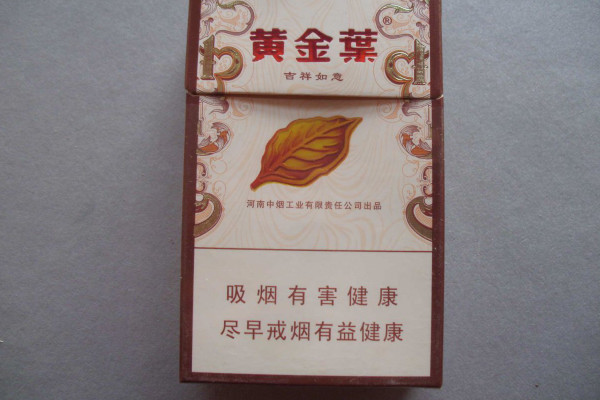 黄金葉®
吉祥如意
河南中烟工业有限责任公司出品
吸烟有害健康
尽早戒烟有益健康